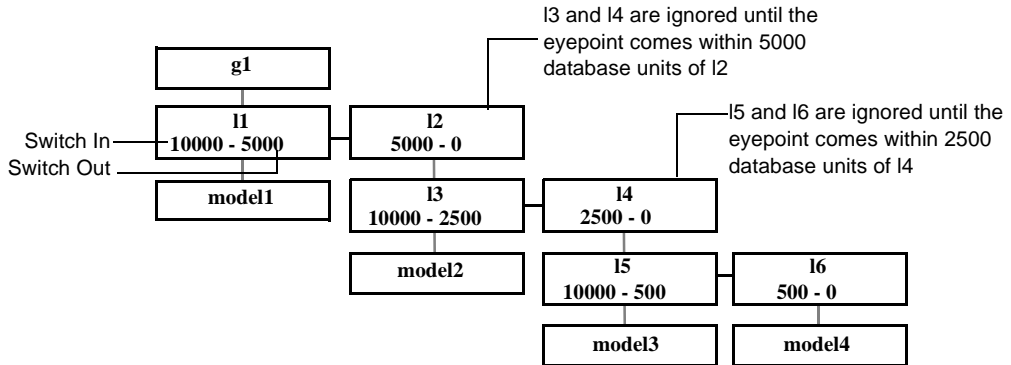 l3 and l4 are ignored until the
eyepoint comes within 5000
database units of l2
g1
l5 and l6 are ignored until the
eyepoint comes within 2500
database units of l4
Switch In
Switch Out
l1
10000 - 5000
l2
5000 - 0
model1
l3
10000 - 2500
l4
2500 - 0
model2
l5
10000 - 500
l6
500 - 0
model3
model4